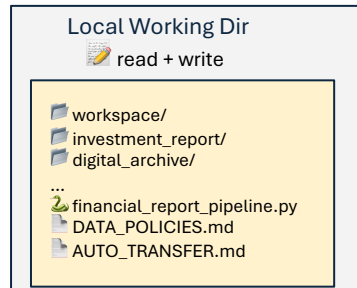 Local Working Dir
read + write
workspace/
investment_report/
digital_archive/
...
financial_report_pipeline.py
DATA_POLICIES.md
AUTO_TRANSFER.md